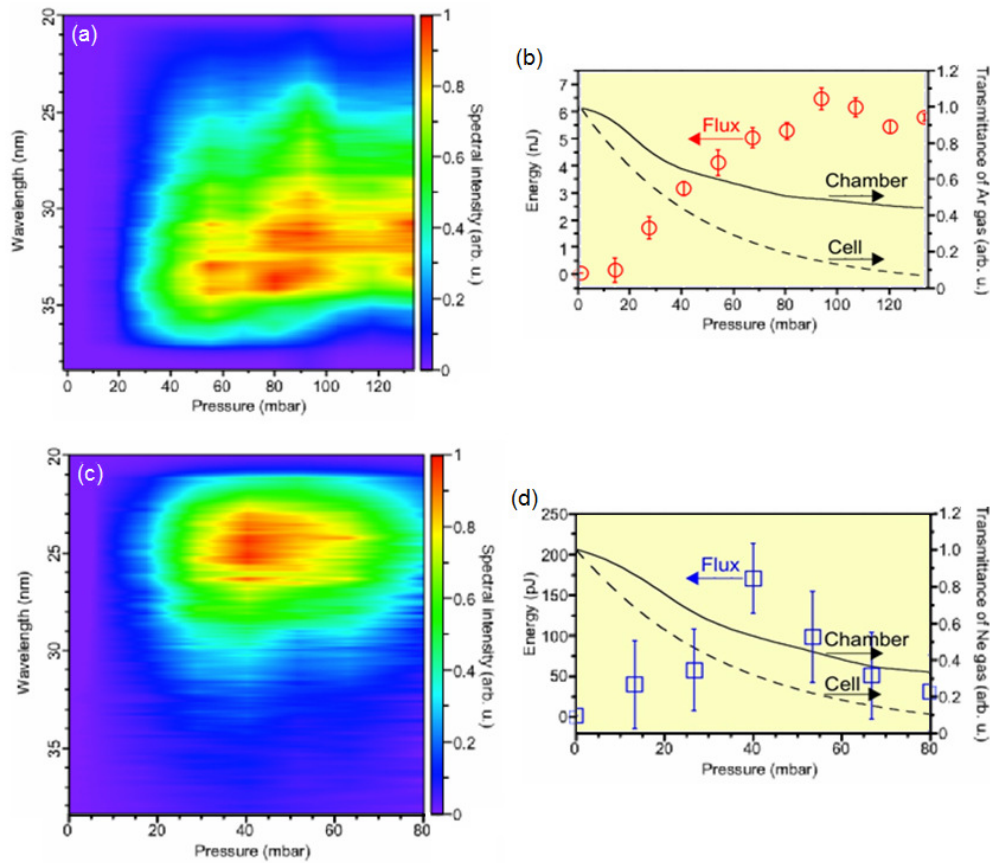 (a)
20
25
30
35
Wavelength (nm)
0 20 40 60 80 100 120
Pressure (mbar)
1
0.8
0.6
0.4
0.2
0
Spectral intensity (arb. u.)
(b)
7
6
5
4
3
2
1
0
Energy (nJ)
Flux
Chamber
Cell
1.2
1.0
0.8
0.6
0.4
0.2
0
Transmittance of Ar gas (arb. u.)
0 20 40 60 80 100 120
Pressure (mbar)
(c)
20
25
30
35
Wavelength (nm)
0 20 40 60 80
Pressure (mbar)
1
0.8
0.6
0.4
0.2
0
Spectral intensity (arb. u.)
(d)
250
200
150
100
50
0
Energy (pJ)
Flux
Chamber
Cell
1.2
1.0
0.8
0.6
0.4
0.2
0
Transmittance of Ne gas (arb. u.)
0 20 40 60 80
Pressure (mbar)